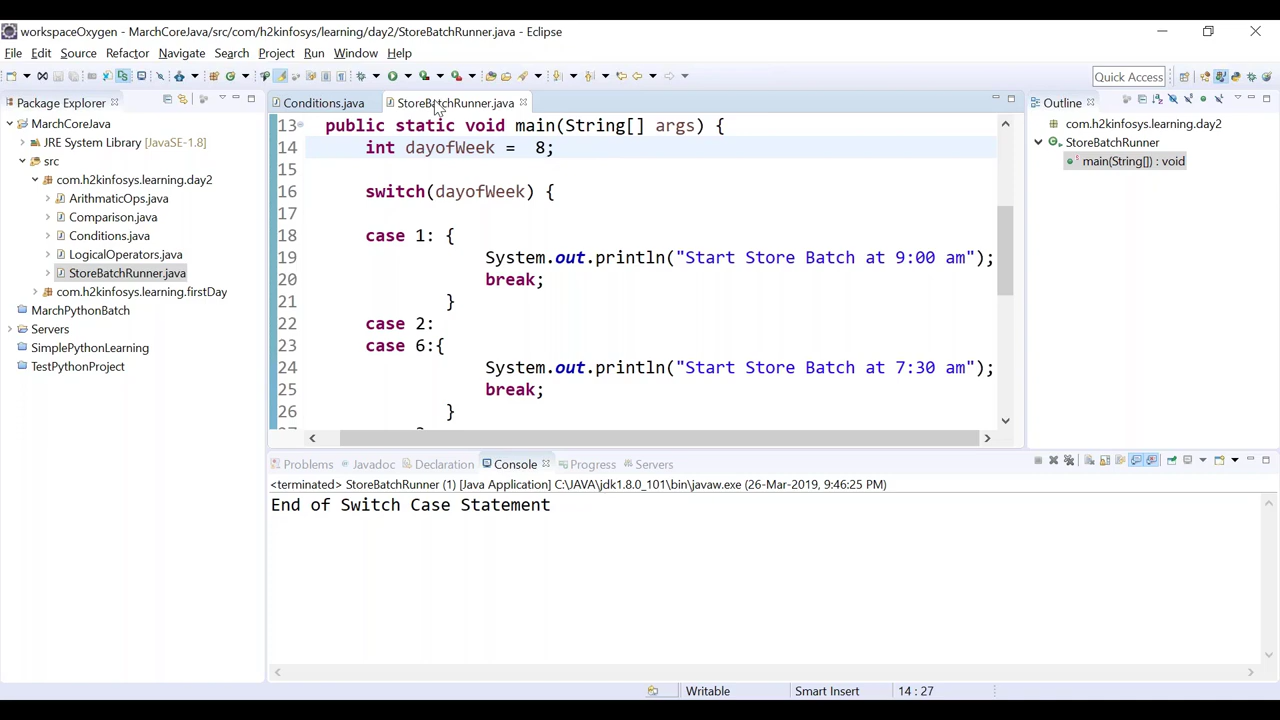 workspaceOxygen - MarchCoreJava/src/com/h2kinfosys/learning/day2/StoreBatchRunner.java - Eclipse
File Edit Source Refactor Navigate Search Project Run Window Help
Quick Access
Package Explorer
MarchCoreJava
JRE System Library [JavaSE-1.8]
src
com.h2kinfosys.learning.day2
ArithmaticOps.java
Comparison.java
Conditions.java
LogicalOperators.java
StoreBatchRunner.java
com.h2kinfosys.learning.firstDay
MarchPythonBatch
Servers
SimplePythonLearning
TestPythonProject
Conditions.java StoreBatchRunner.java
13 public static void main(String[] args) {
14 int dayofWeek = 8;
15
16 switch(dayofWeek) {
17
18 case 1: {
19 System.out.println("Start Store Batch at 9:00 am");
20 break;
21 }
22 case 2:
23 case 6:{
24 System.out.println("Start Store Batch at 7:30 am");
25 break;
26 }
Outline
com.h2kinfosys.learning.day2
StoreBatchRunner
main(String[]) : void
Problems Javadoc Declaration Console Progress Servers
<terminated> StoreBatchRunner (1) [Java Application] C:\JAVA\jdk1.8.0_101\bin\javaw.exe (26-Mar-2019, 9:46:25 PM)
End of Switch Case Statement
Writable Smart Insert 14 : 27